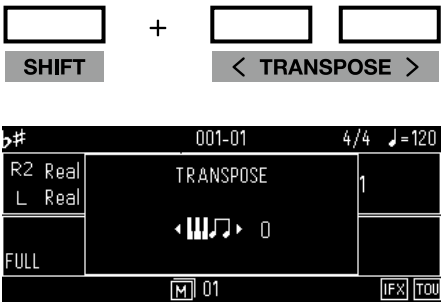 +
SHIFT < TRANSPOSE >
♭♯ 001-01 4/4 ♩=120
R2 Real TRANSPOSE 1
L Real
0
FULL
M 01 IFX TOU